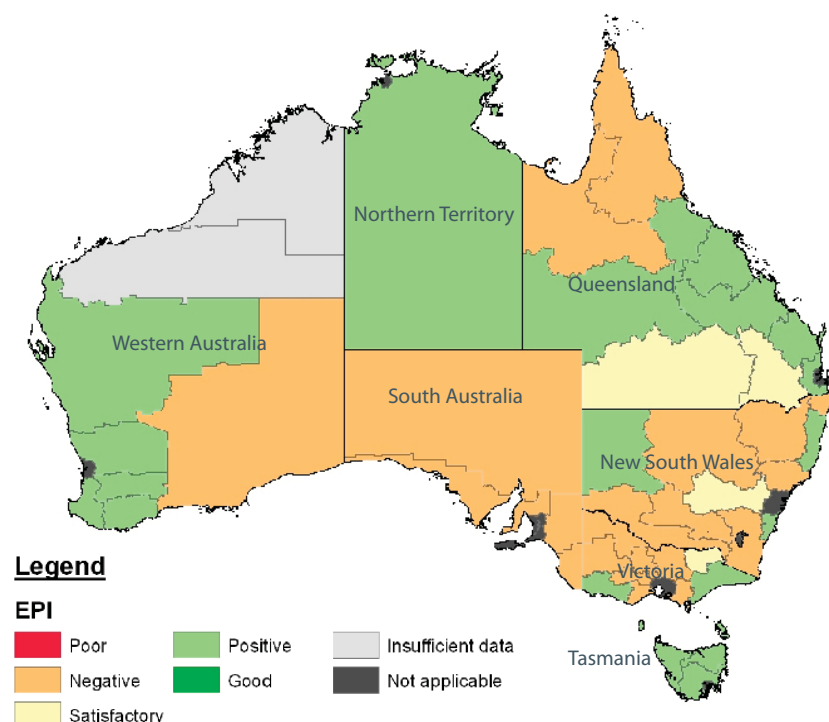 Northern Territory
Queensland
Western Australia
South Australia
New South Wales
Victoria
Tasmania
Legend
EPI
Poor
Positive
Insufficient data
Negative
Good
Not applicable
Satisfactory